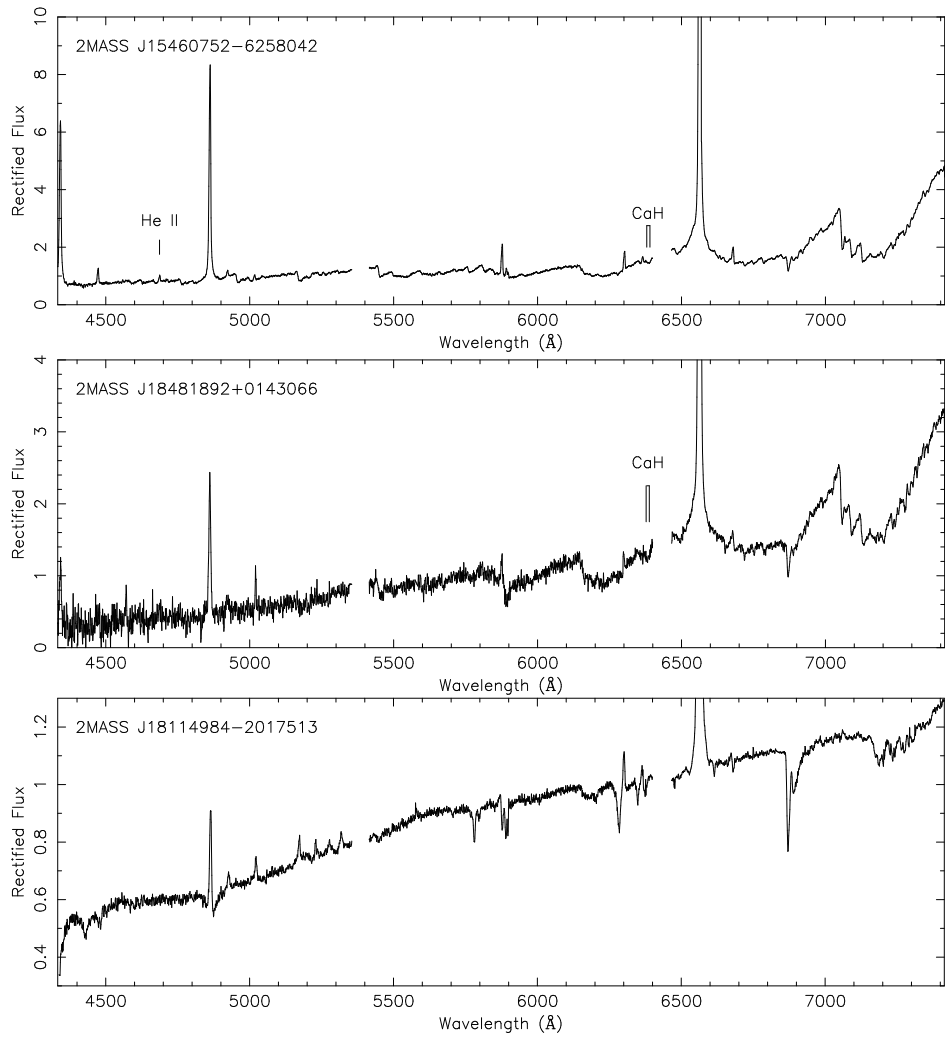 10
2MASS J15460752−6258042
8
6
Rectified Flux
He II
CaH
4
2
0
4500 5000 5500 6000 6500 7000
Wavelength (Å)
4
2MASS J18481892+0143066
3
CaH
Rectified Flux
2
1
0
4500 5000 5500 6000 6500 7000
Wavelength (Å)
1.2
2MASS J18114984−2017513
1
Rectified Flux
0.8
0.6
0.4
4500 5000 5500 6000 6500 7000
Wavelength (Å)